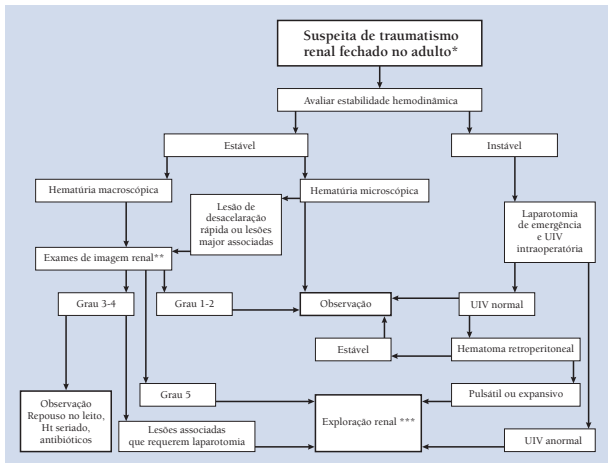 Suspeita de traumatismo
renal fechado no adulto*
Avaliar estabilidade hemodinâmica
Estável
Instável
Hematúria macroscópica
Hematúria microscópica
Lesão de
desacelaração
rápida ou lesões
major associadas
Laparotomia
de emergência
e UIV
intraoperatória
Exames de imagem renal**
Grau 3-4
Grau 1-2
Observação
UIV normal
Estável
Hematoma retroperitoneal
Observação
Repouso no leito,
Ht seriado,
antibióticos
Grau 5
Exploração renal ***
Pulsátil ou expansivo
Lesões associadas
que requerem laparotomia
UIV anormal